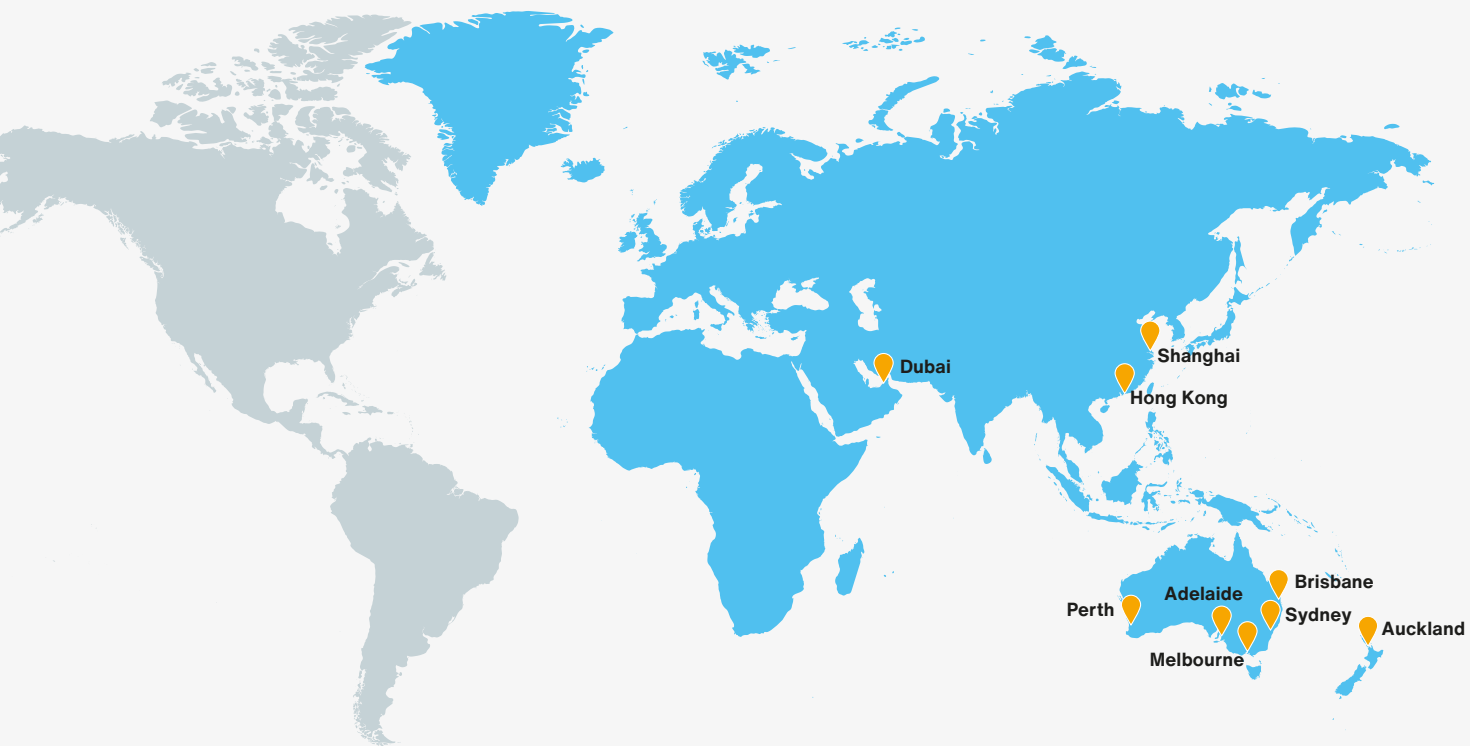 Shanghai
Dubai
Hong Kong
Brisbane
Adelaide
Perth
Sydney
Auckland
Melbourne